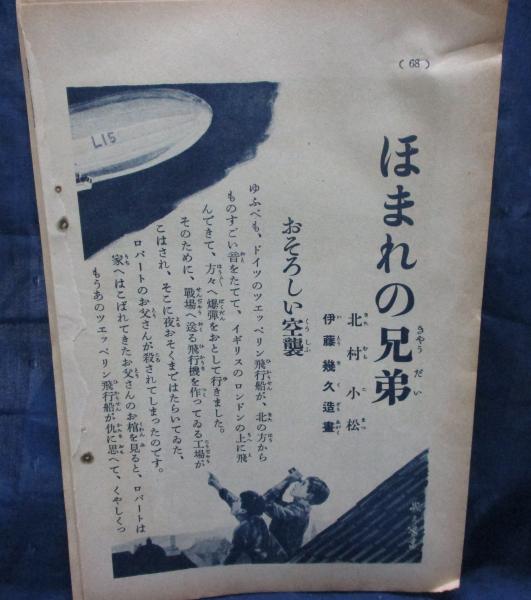 (68)
ほまれの兄弟
北村小松
伊藤幾久造畫
おそろしい空襲
ゆふべも、ドイツのツエッペリン飛行船が、北の方から
ものすごい音をたてて、イギリスのロンドンの上に飛
んできて、方々へ爆彈をおとして行きました。
そのために、戰場へ送る飛行機を作つてゐる工場が
こはされ、そこに夜おそくまではたらいてゐた、
ロバートのお父さんが殺されてしまつたのです。
家へはこばれてきたお父さんのお棺を見ると、ロバートは
もうあのツエッペリン飛行船が仇に思へて、くやしくつ
L15